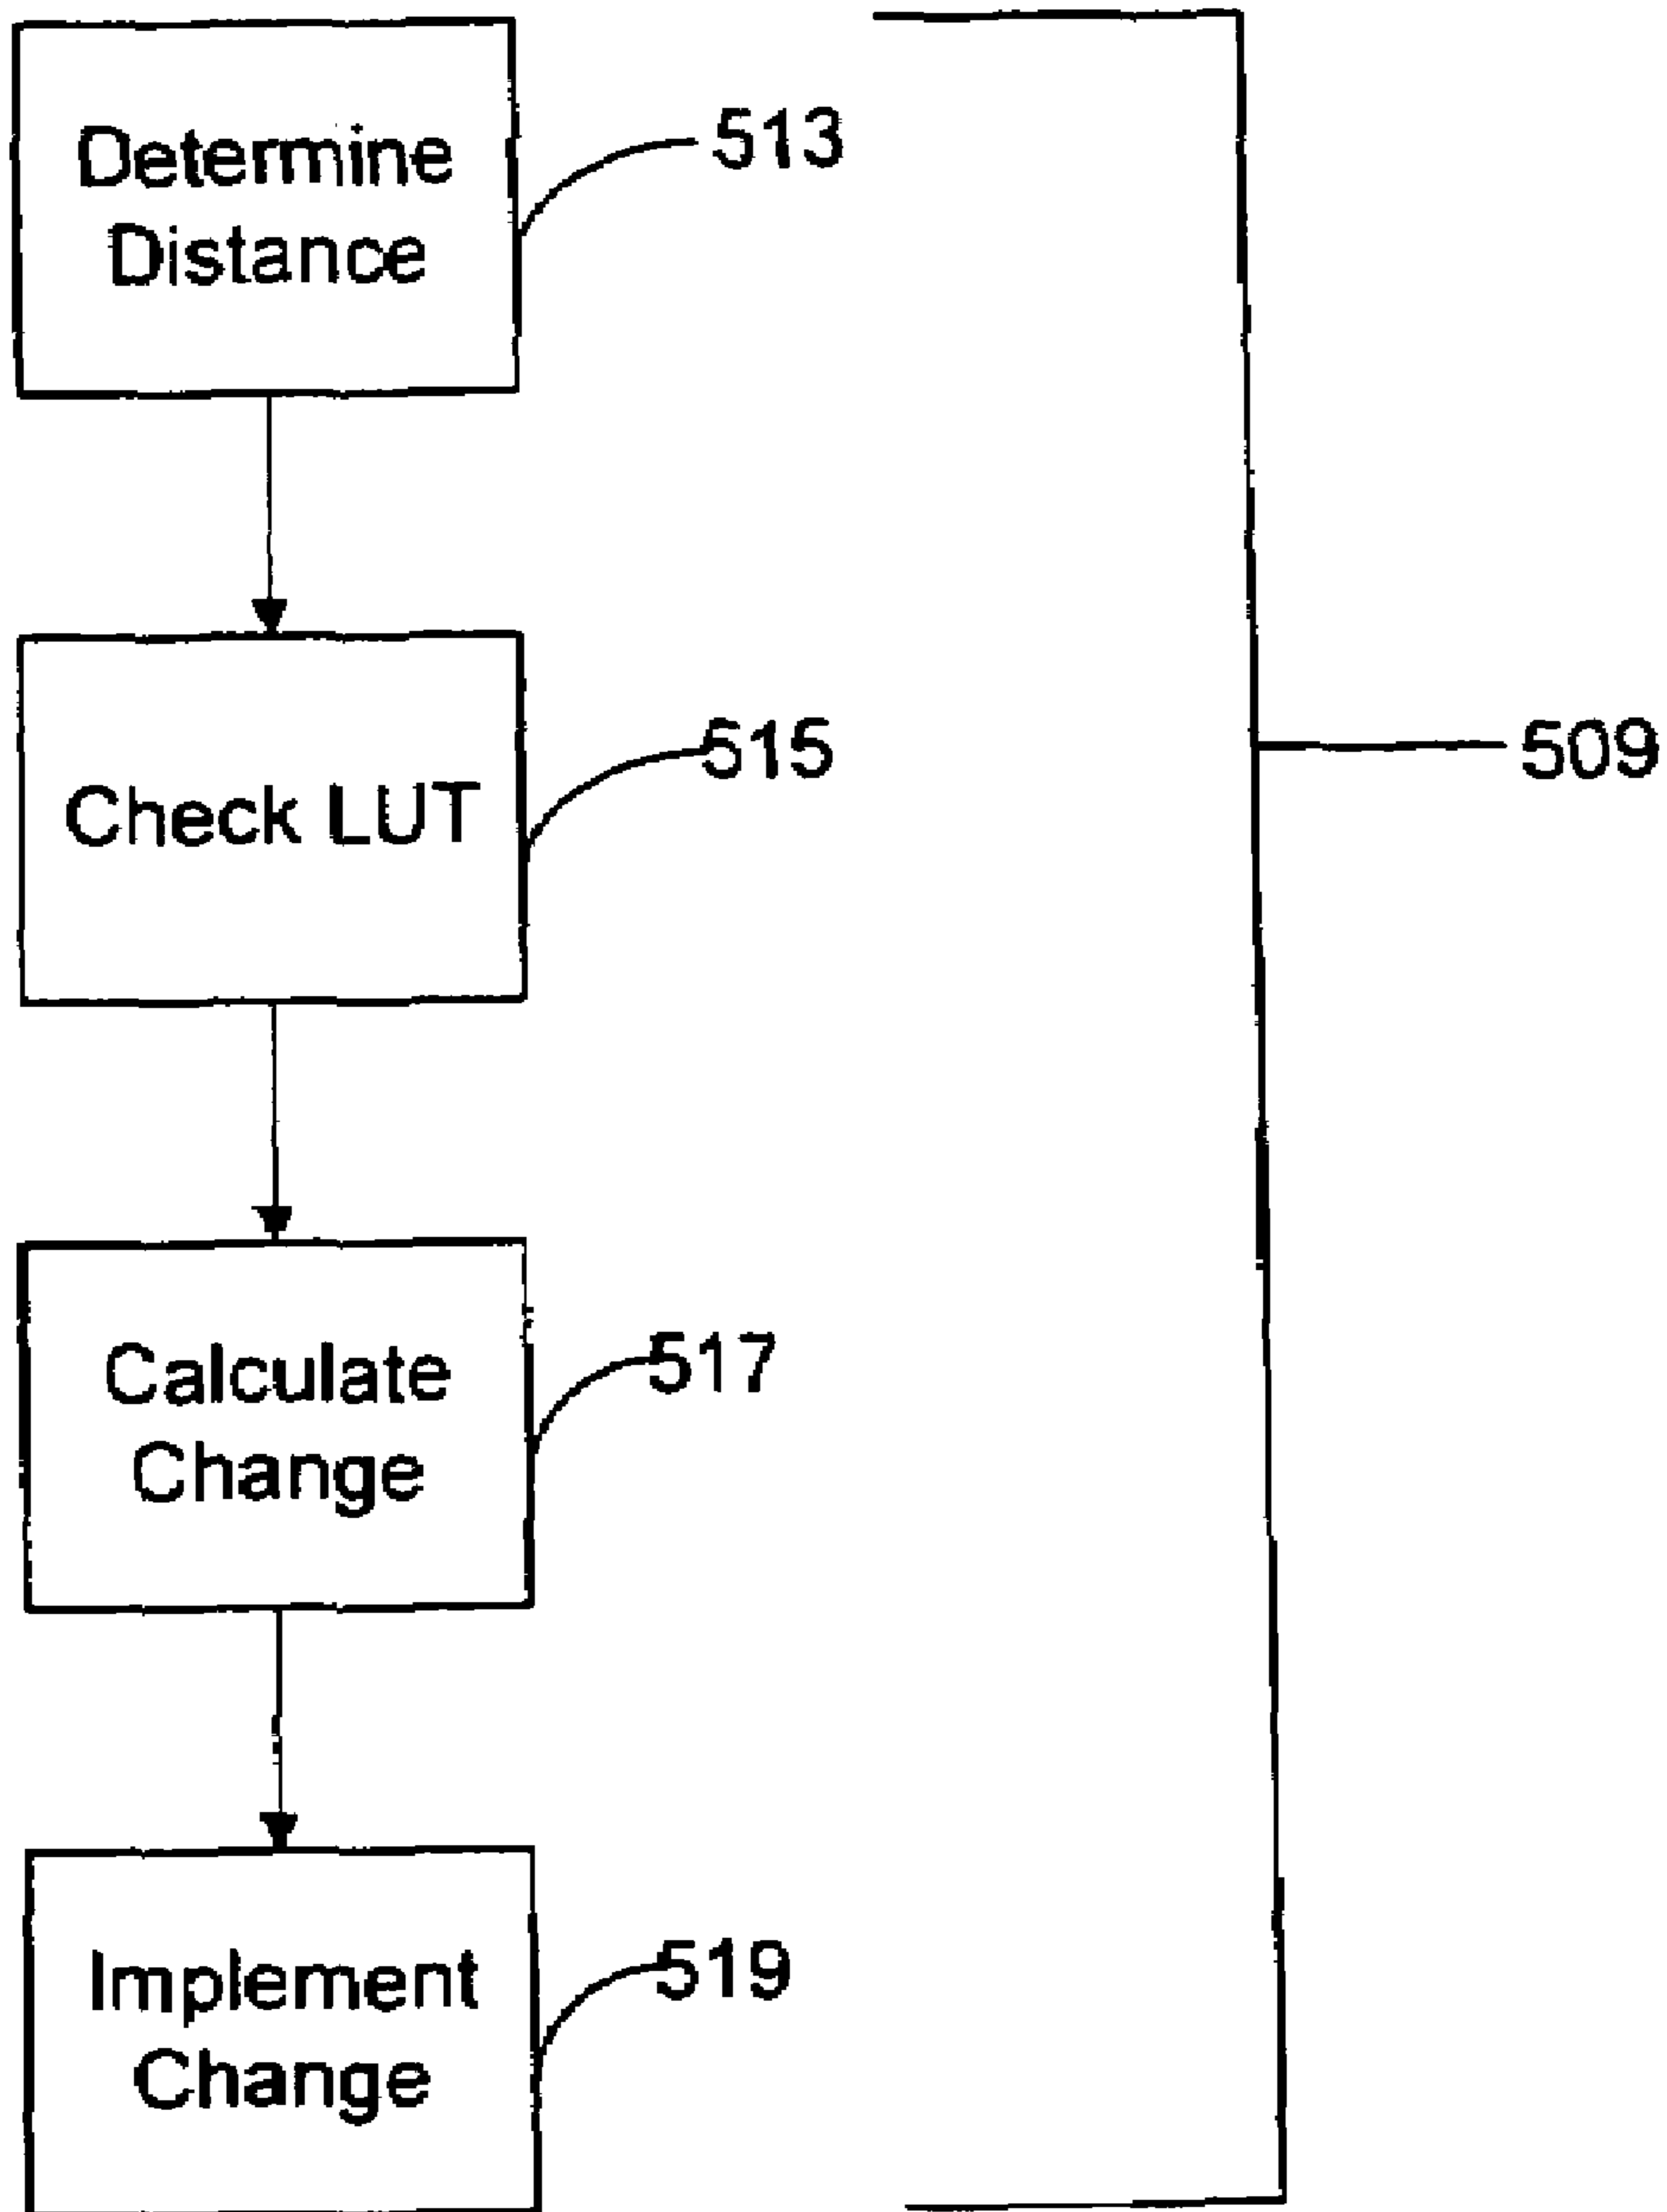 Determine
Distance
513
Check LUT
515
509
Calculate
Change
517
Implement
Change
519